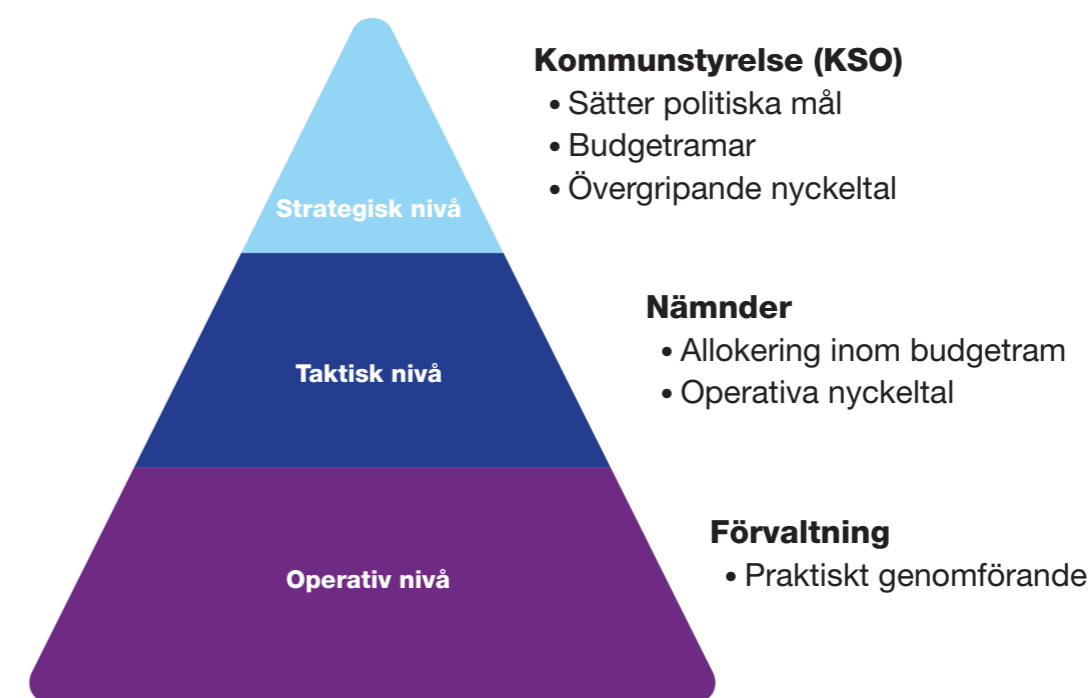 Kommunstyrelse (KSO)
• Sätter politiska mål
• Budgetramar
• Övergripande nyckeltal
Strategisk nivå
Nämnder
• Allokering inom budgetram
• Operativa nyckeltal
Taktisk nivå
Förvaltning
• Praktiskt genomförande
Operativ nivå